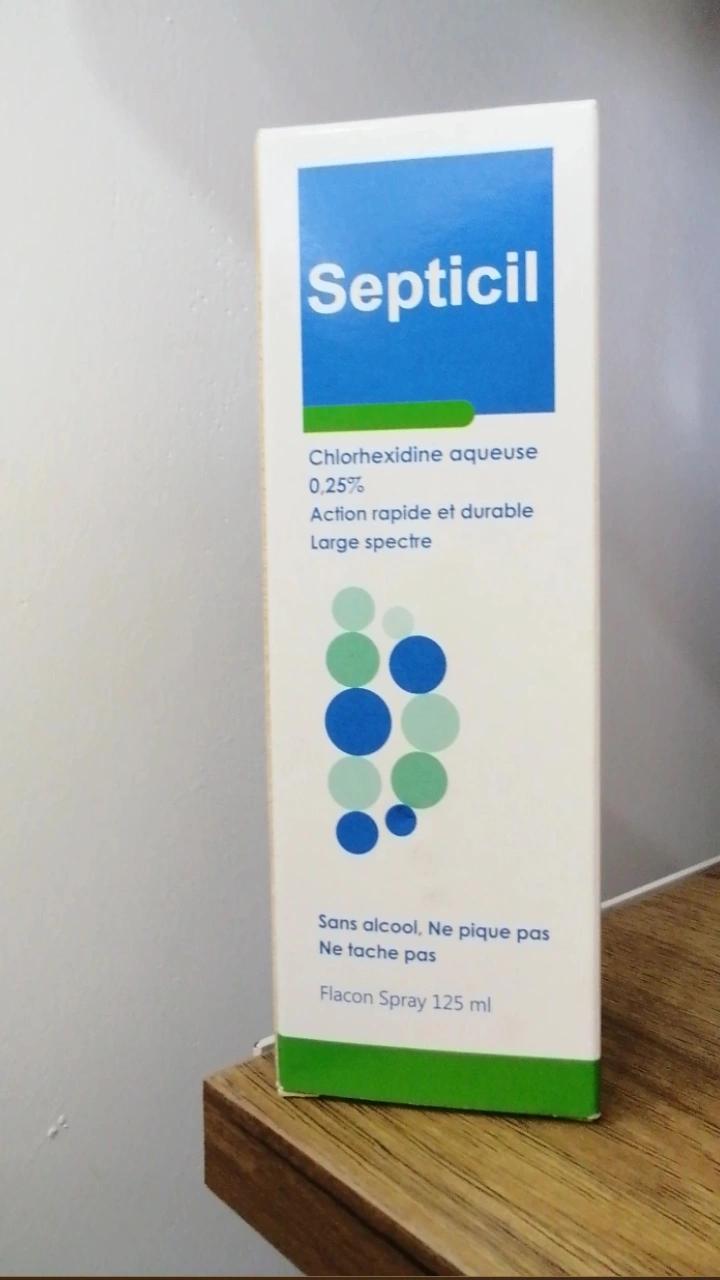 Septicil
Chlorhexidine aqueuse
0,25%
Action rapide et durable
Large spectre
Sans alcool, Ne pique pas
Ne tache pas
Flacon Spray 125 ml